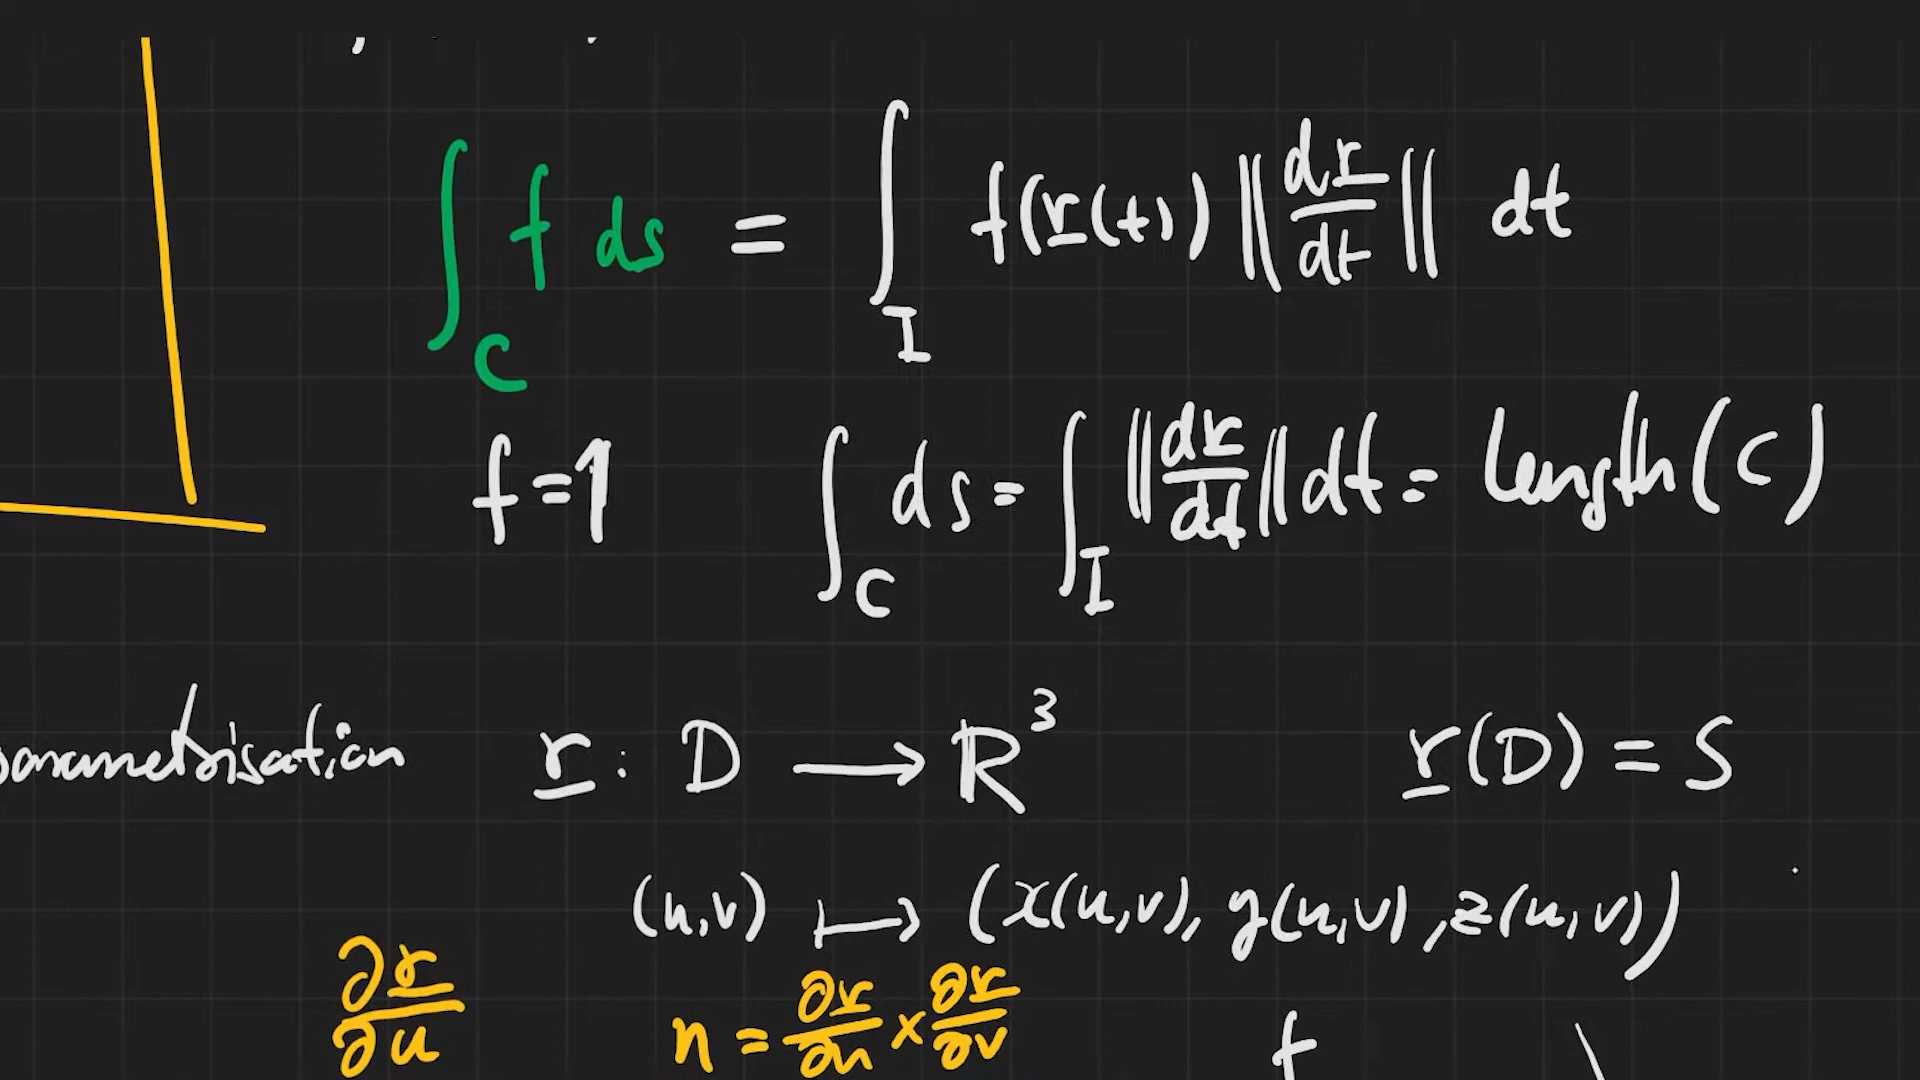 ∫_C f ds = ∫_I f(r(t)) ‖dr/dt‖ dt
f=1 ∫_C ds = ∫_I ‖dr/dt‖dt = length(C)
parametrisation r : D ⟶ ℝ³ r(D) = S
(u,v) ⟼ (x(u,v), y(u,v), z(u,v))
∂r/∂u n = ∂r/∂u × ∂r/∂v f